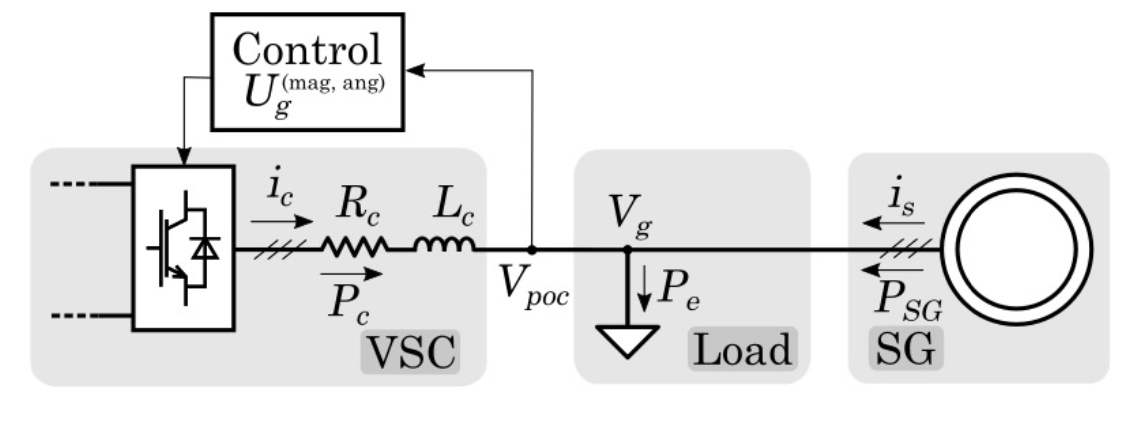 Control
U_g^(mag, ang)
i_c
R_c
L_c
P_c
VSC
V_poc
V_g
P_e
Load
i_s
P_SG
SG